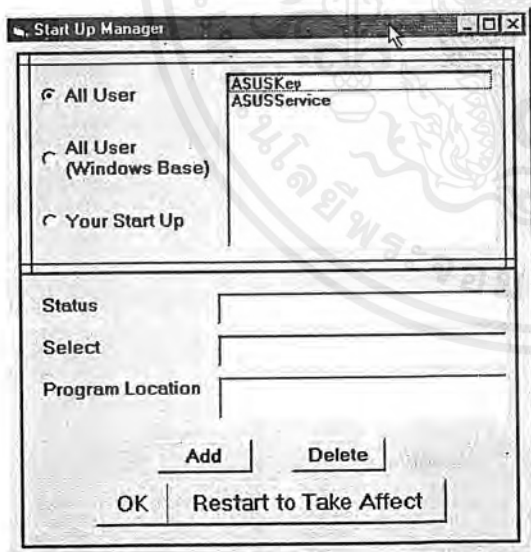 Start Up Manager
All User
ASUSKey
ASUSService
All User
(Windows Base)
Your Start Up
Status
Select
Program Location
Add
Delete
OK
Restart to Take Affect